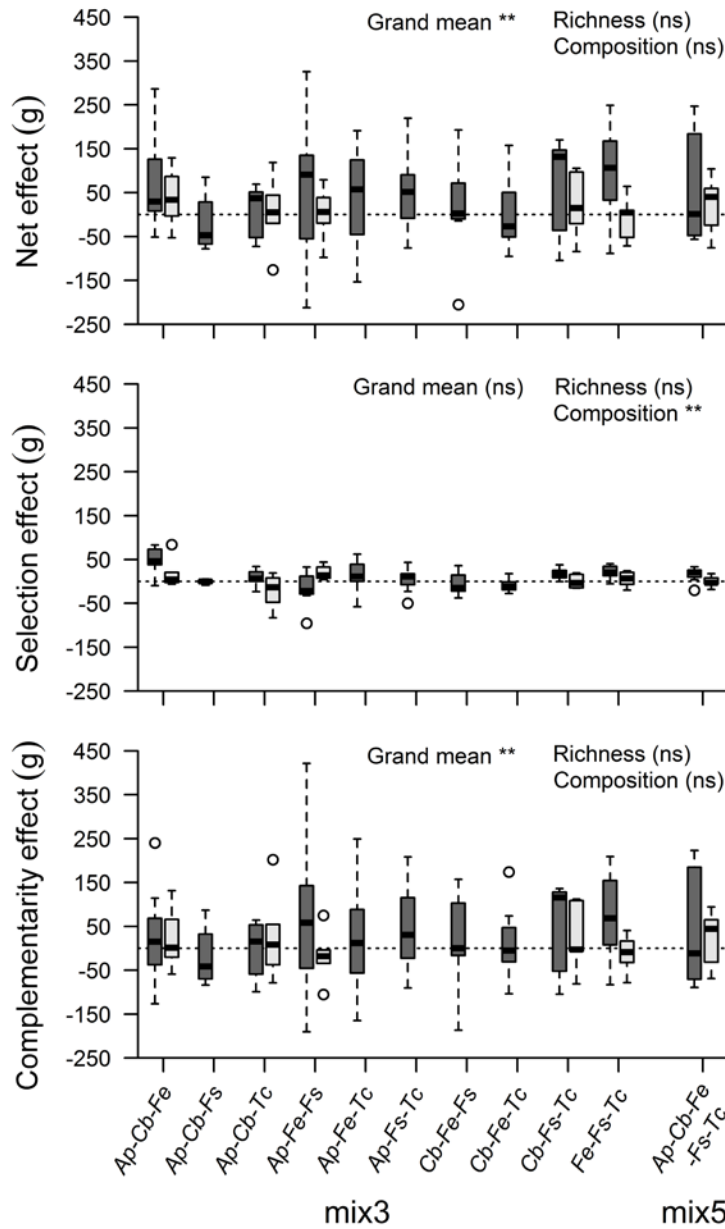 Net effect (g)
450
350
250
150
50
-50
-150
-250
Grand mean **
Richness (ns)
Composition (ns)
Selection effect (g)
450
350
250
150
50
-50
-150
-250
Grand mean (ns)
Richness (ns)
Composition **
Complementarity effect (g)
450
350
250
150
50
-50
-150
-250
Grand mean **
Richness (ns)
Composition (ns)
Ap-Cb-Fe
Ap-Cb-Fs
Ap-Cb-Tc
Ap-Fe-Fs
Ap-Fe-Tc
Ap-Fs-Tc
Cb-Fe-Fs
Cb-Fe-Tc
Cb-Fs-Tc
Fe-Fs-Tc
Ap-Cb-Fe
-Fs-Tc
mix3
mix5